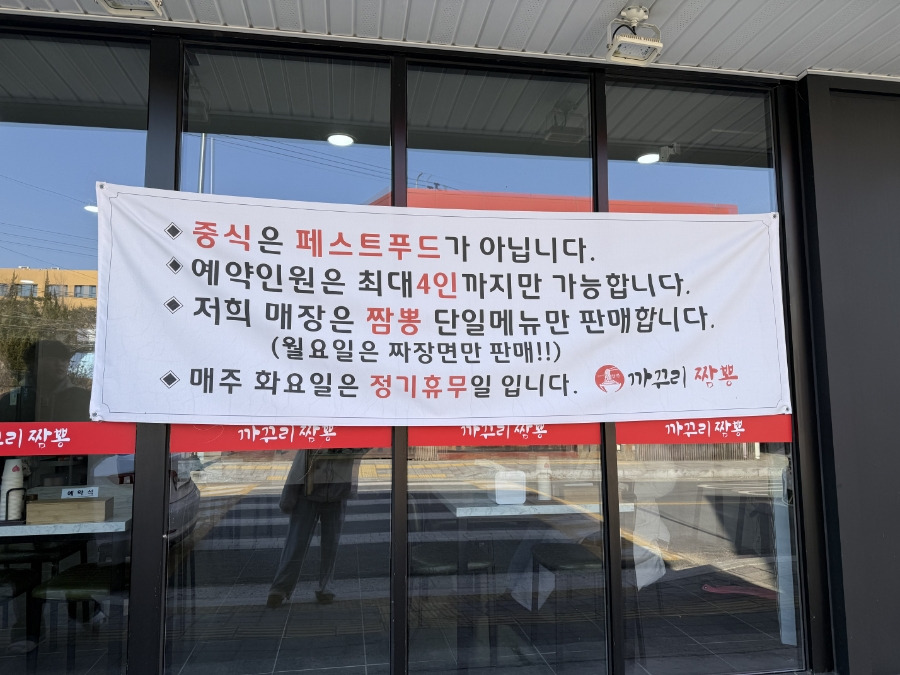 ◈ 중식은 페스트푸드가 아닙니다.
◈ 예약인원은 최대4인까지만 가능합니다.
◈ 저희 매장은 짬뽕 단일메뉴만 판매합니다.
(월요일은 짜장면만 판매!!)
◈ 매주 화요일은 정기휴무일 입니다.
까꾸리 짬뽕
꾸리 짬뽕
까꾸리 짬뽕
까꾸리 짬뽕
까꾸리 짬뽕
예약석